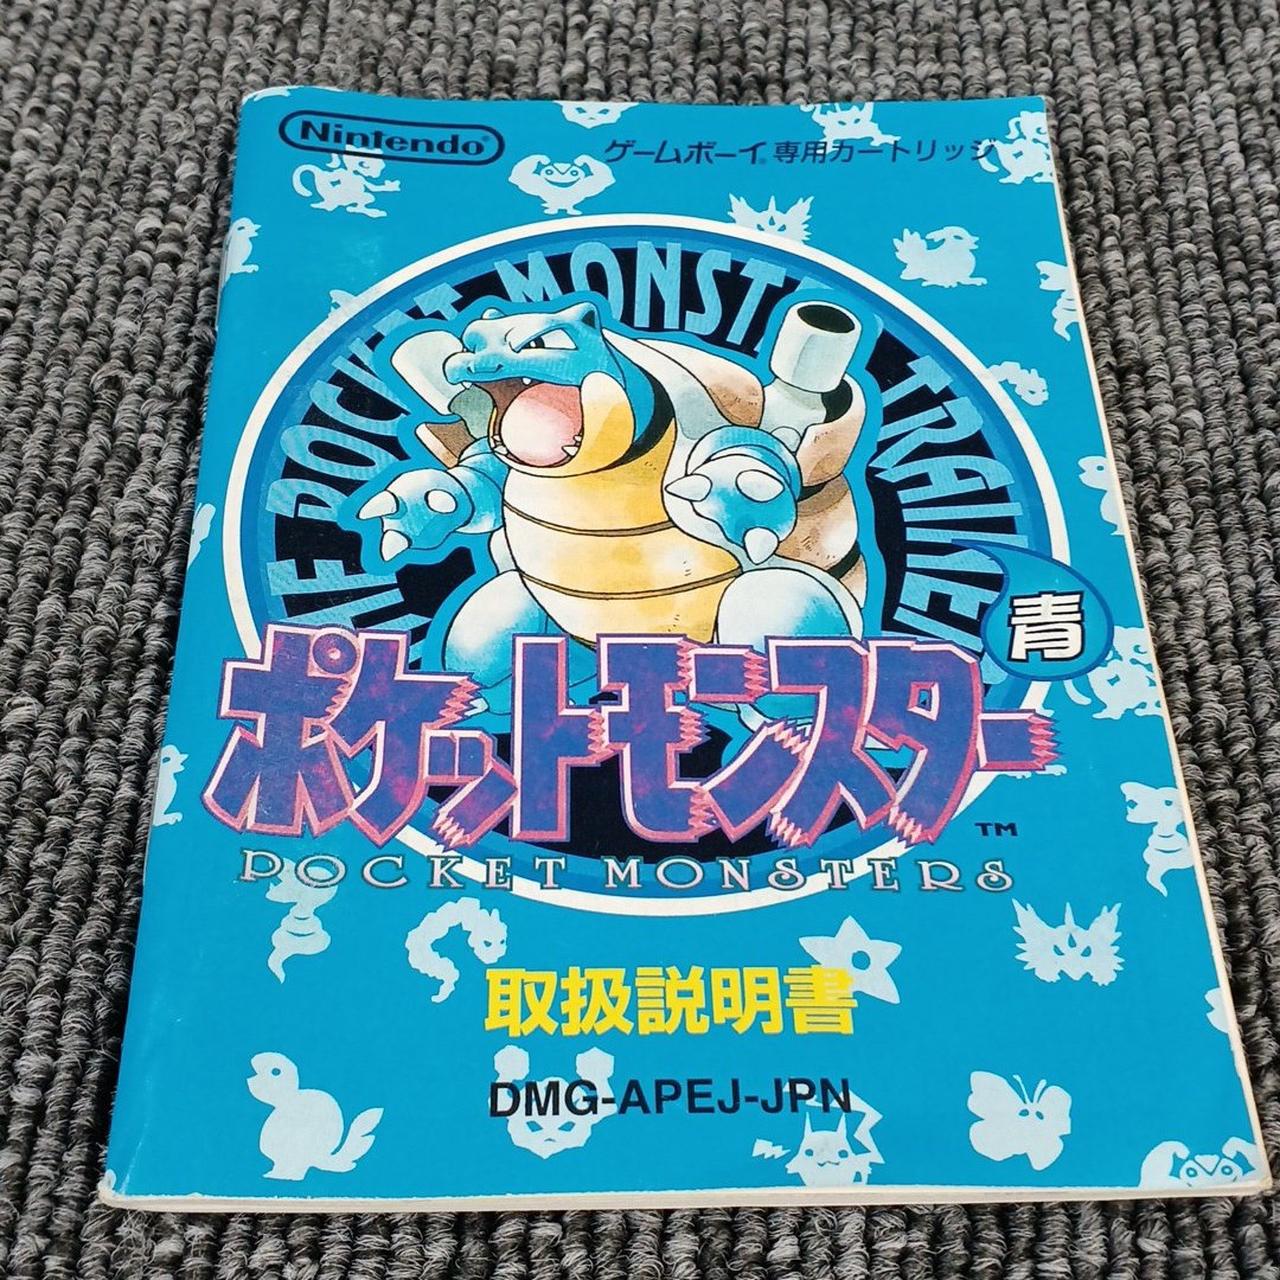 Nintendo®
ゲームボーイ®専用カートリッジ
POCKET MONSTER TRAINER
青
ポケットモンスター
TM
POCKET MONSTERS
取扱説明書
DMG-APEJ-JPN